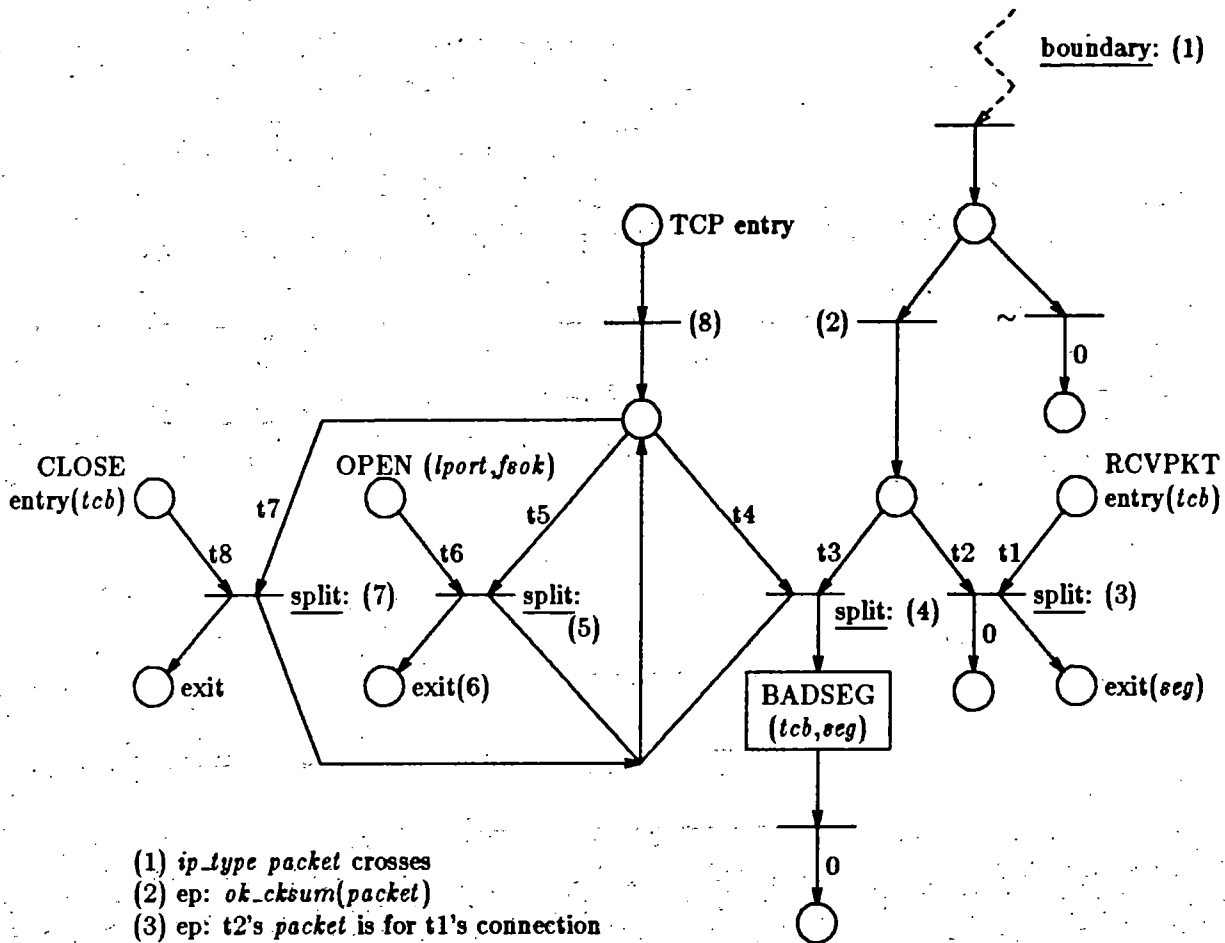 boundary: (1)
TCP entry
(8)
(2)
~
0
CLOSE
entry(tcb)
OPEN (lport,fsok)
RCVPKT
entry(tcb)
t7
t5
t4
t8
t6
t3
t2
t1
split: (7)
split:
(5)
split: (4)
split: (3)
0
exit
exit(6)
BADSEG
(tcb,seg)
exit(seg)
0
(1) ip_type packet crosses
(2) ep: ok_cksum(packet)
(3) ep: t2's packet is for t1's connection